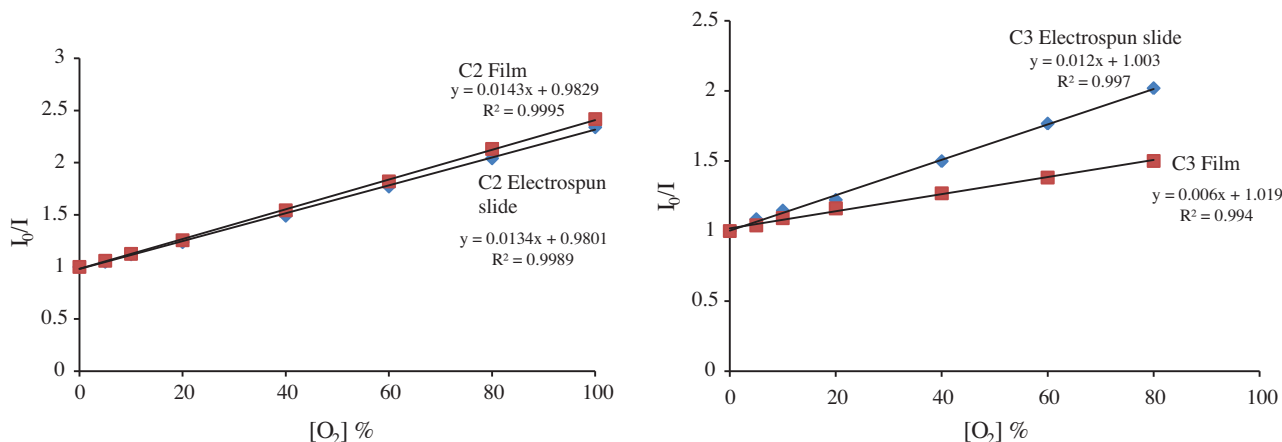 3
2.5
2
1.5
1
0.5
0
I₀/I
C2 Film
y = 0.0143x + 0.9829
R² = 0.9995
C2 Electrospun
slide
y = 0.0134x + 0.9801
R² = 0.9989
0 20 40 60 80 100
[O₂] %
2.5
2
1.5
1
0.5
0
I₀/I
C3 Electrospun slide
y = 0.012x + 1.003
R² = 0.997
C3 Film
y = 0.006x + 1.019
R² = 0.994
0 20 40 60 80 100
[O₂] %